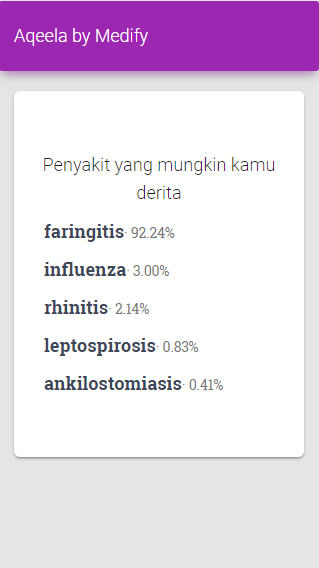 Aqeela by Medify
Penyakit yang mungkin kamu
derita
faringitis· 92.24%
influenza· 3.00%
rhinitis· 2.14%
leptospirosis· 0.83%
ankilostomiasis· 0.41%